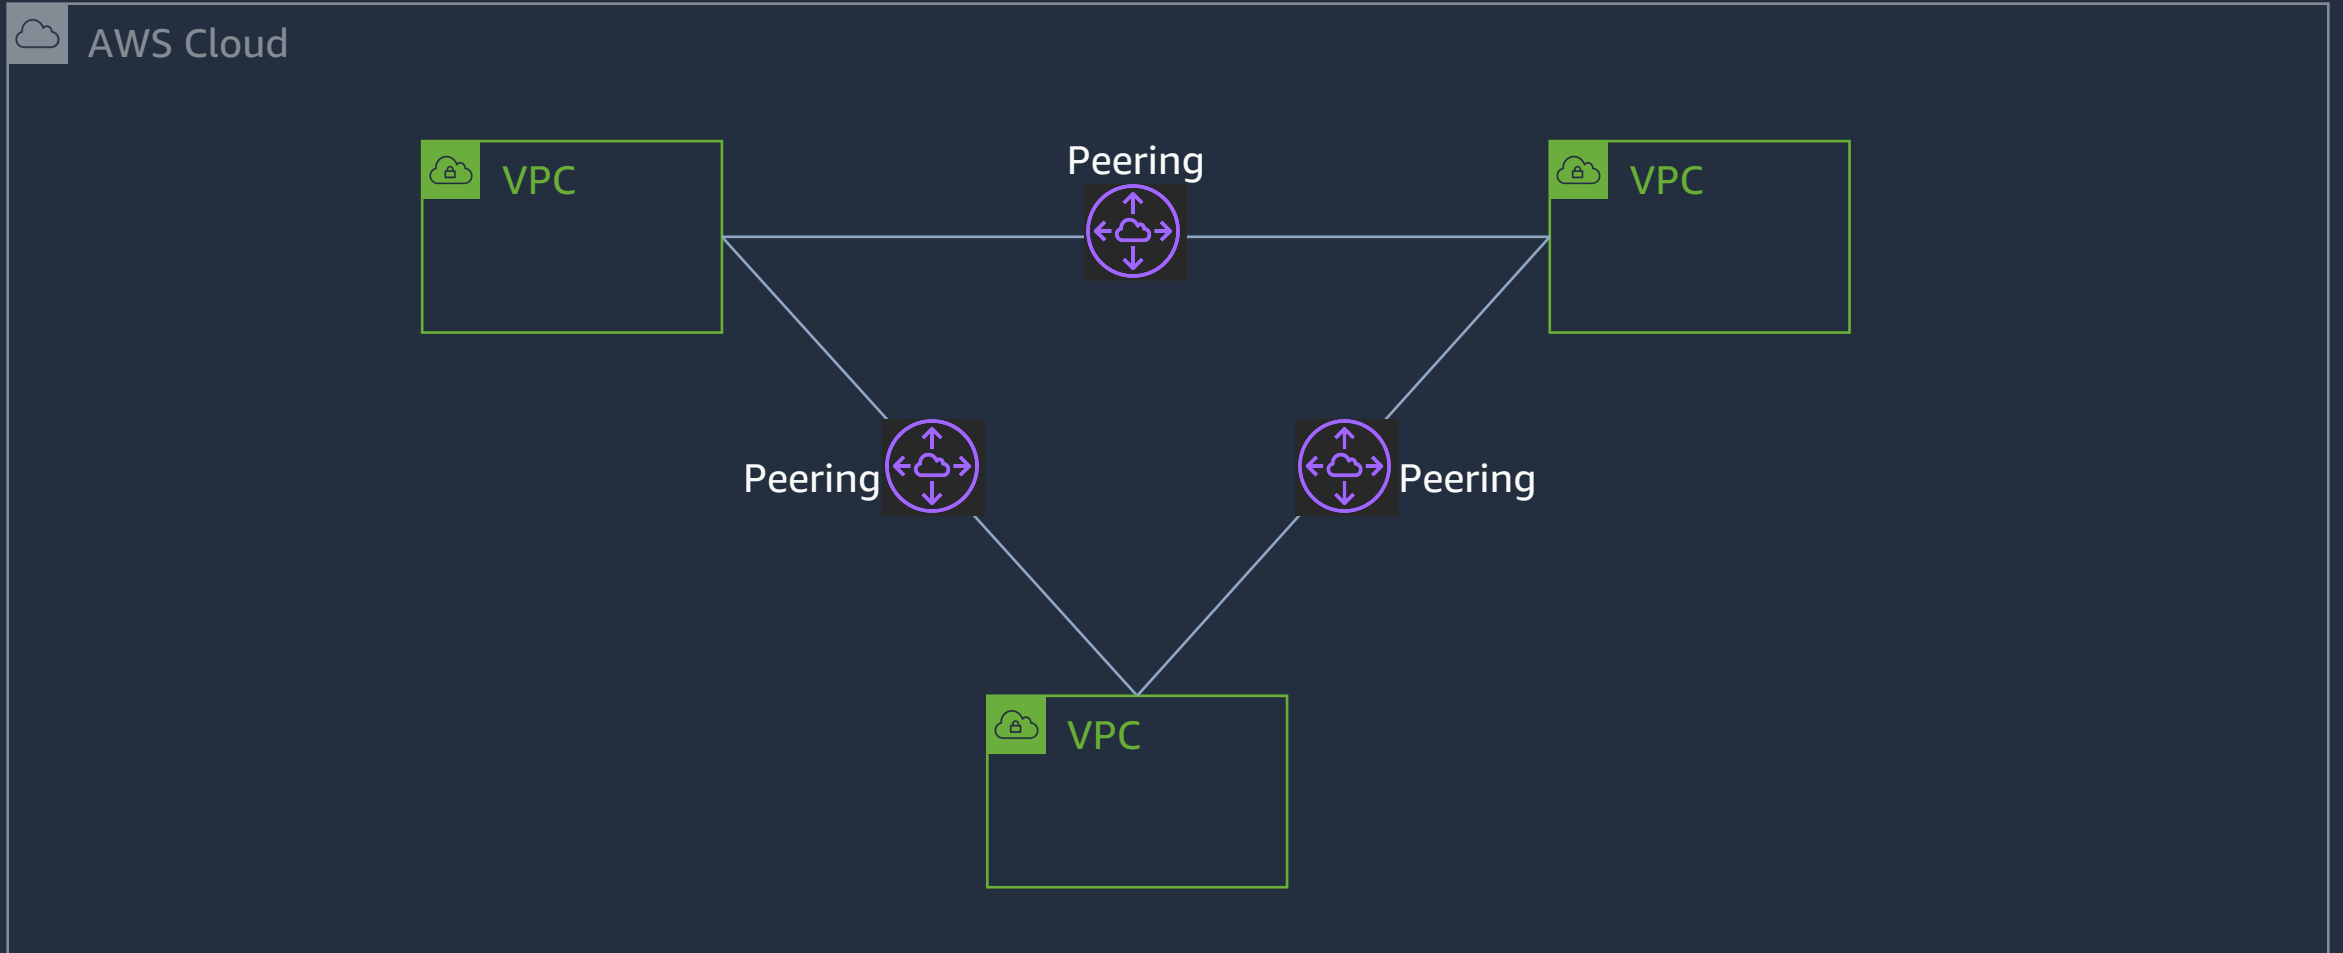 AWS Cloud
Peering
VPC
VPC
Peering
Peering
VPC